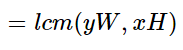 = lcm(yW, xH)